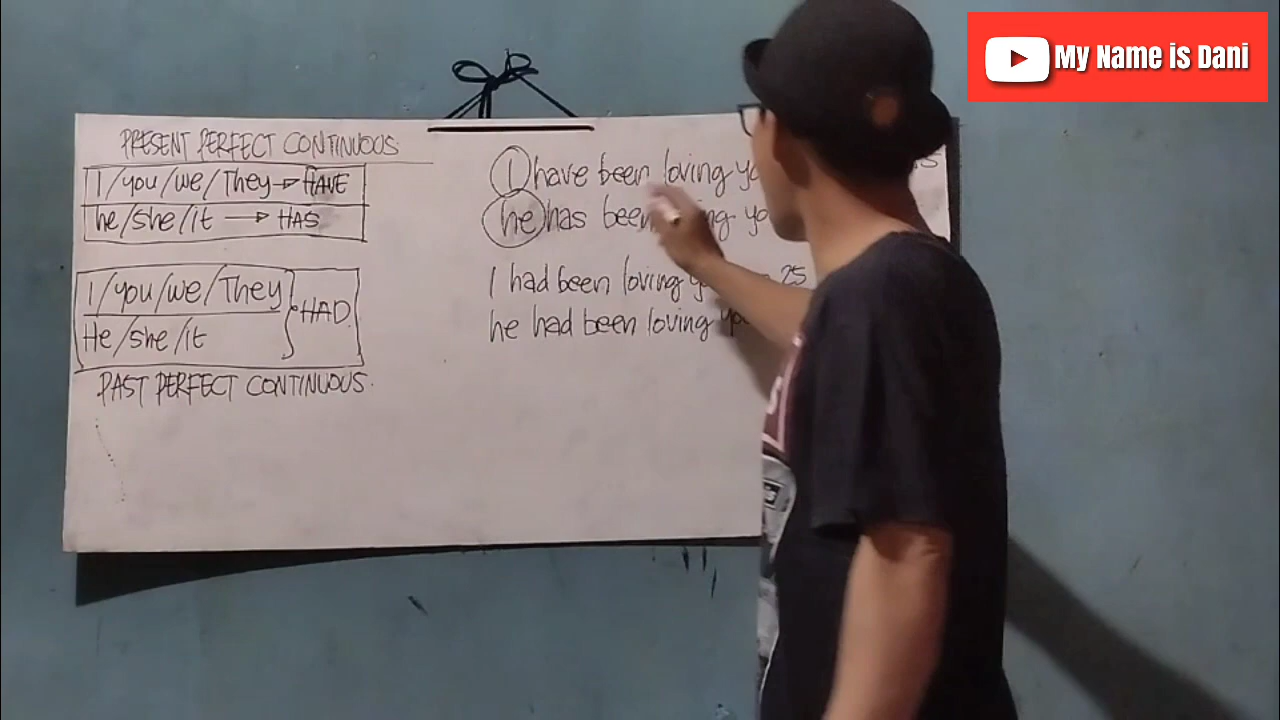 My Name is Dani
PRESENT PERFECT CONTINUOUS
I/you/we/They → HAVE
he/she/it → HAS
I/you/we/They
He/she/it
HAD
PAST PERFECT CONTINUOUS
I have been loving
he has been
I had been loving 25
he had been loving